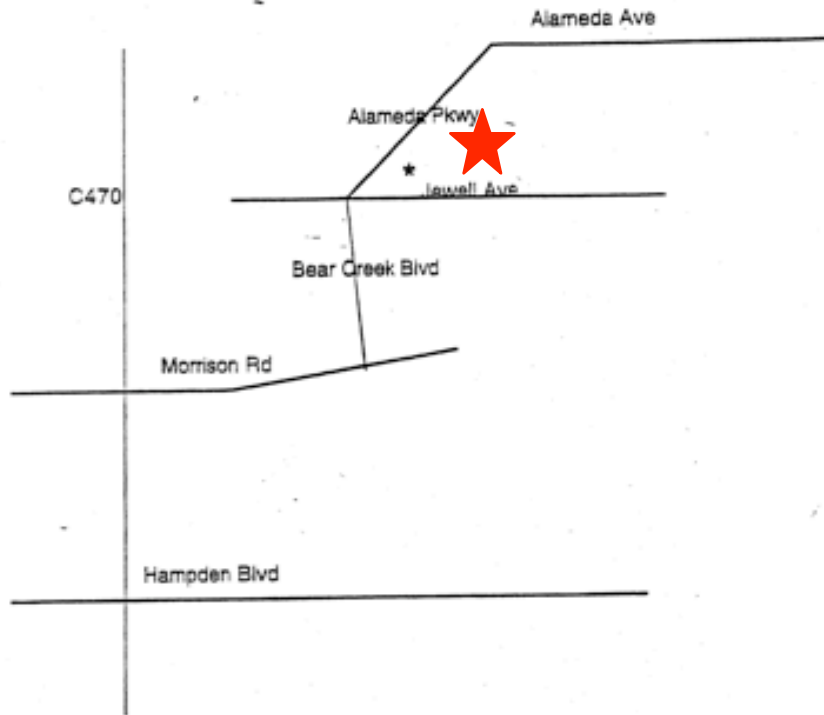 Alameda Ave
Alameda Pkwy
C470
Jewell Ave
Bear Creek Blvd
Morrison Rd
Hampden Blvd